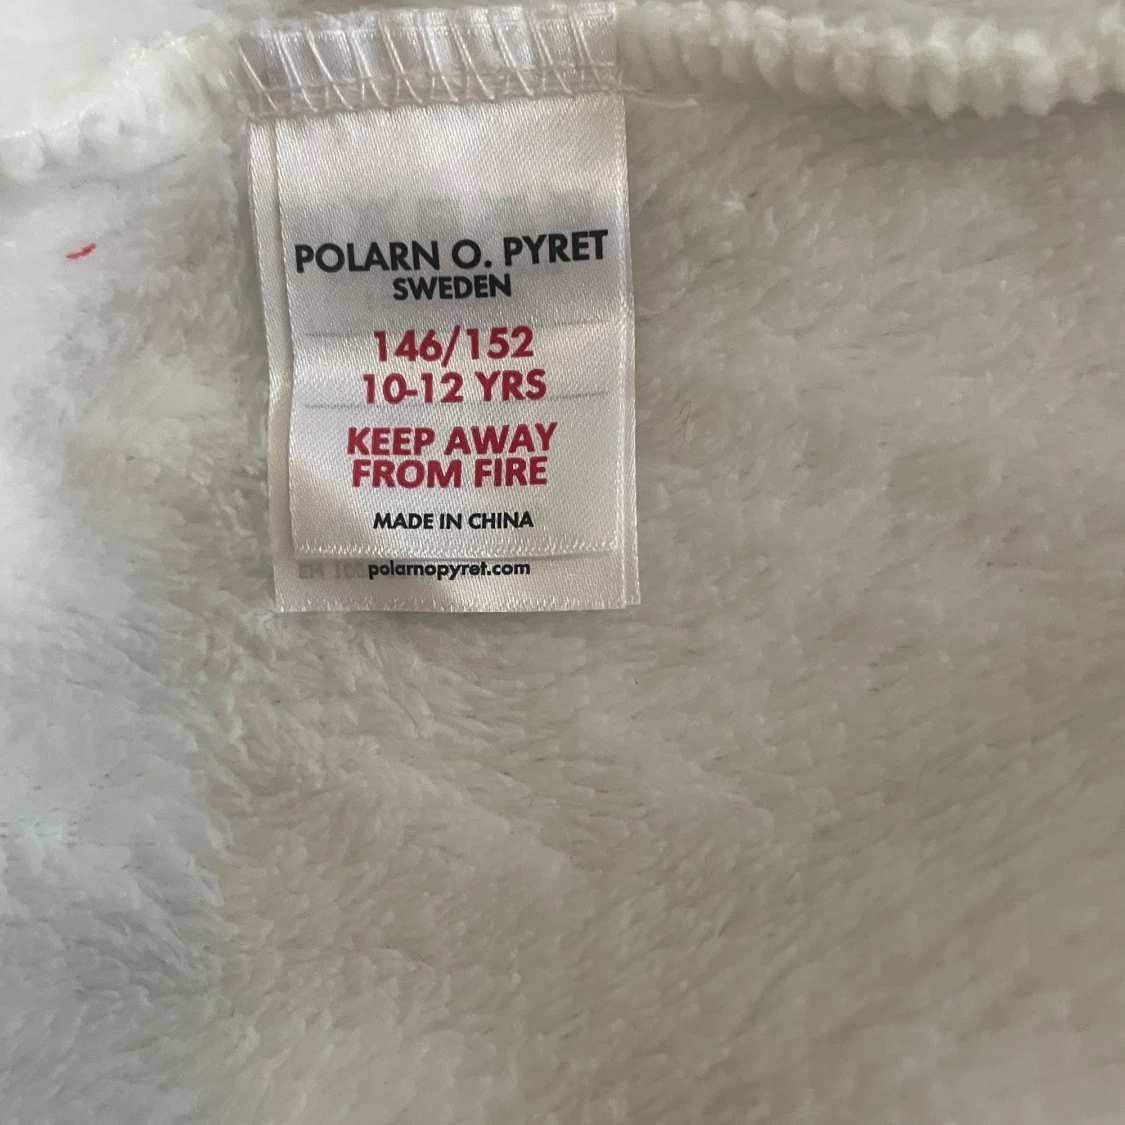 POLARN O. PYRET
SWEDEN
146/152
10-12 YRS
KEEP AWAY
FROM FIRE
MADE IN CHINA
polarnopyret.com